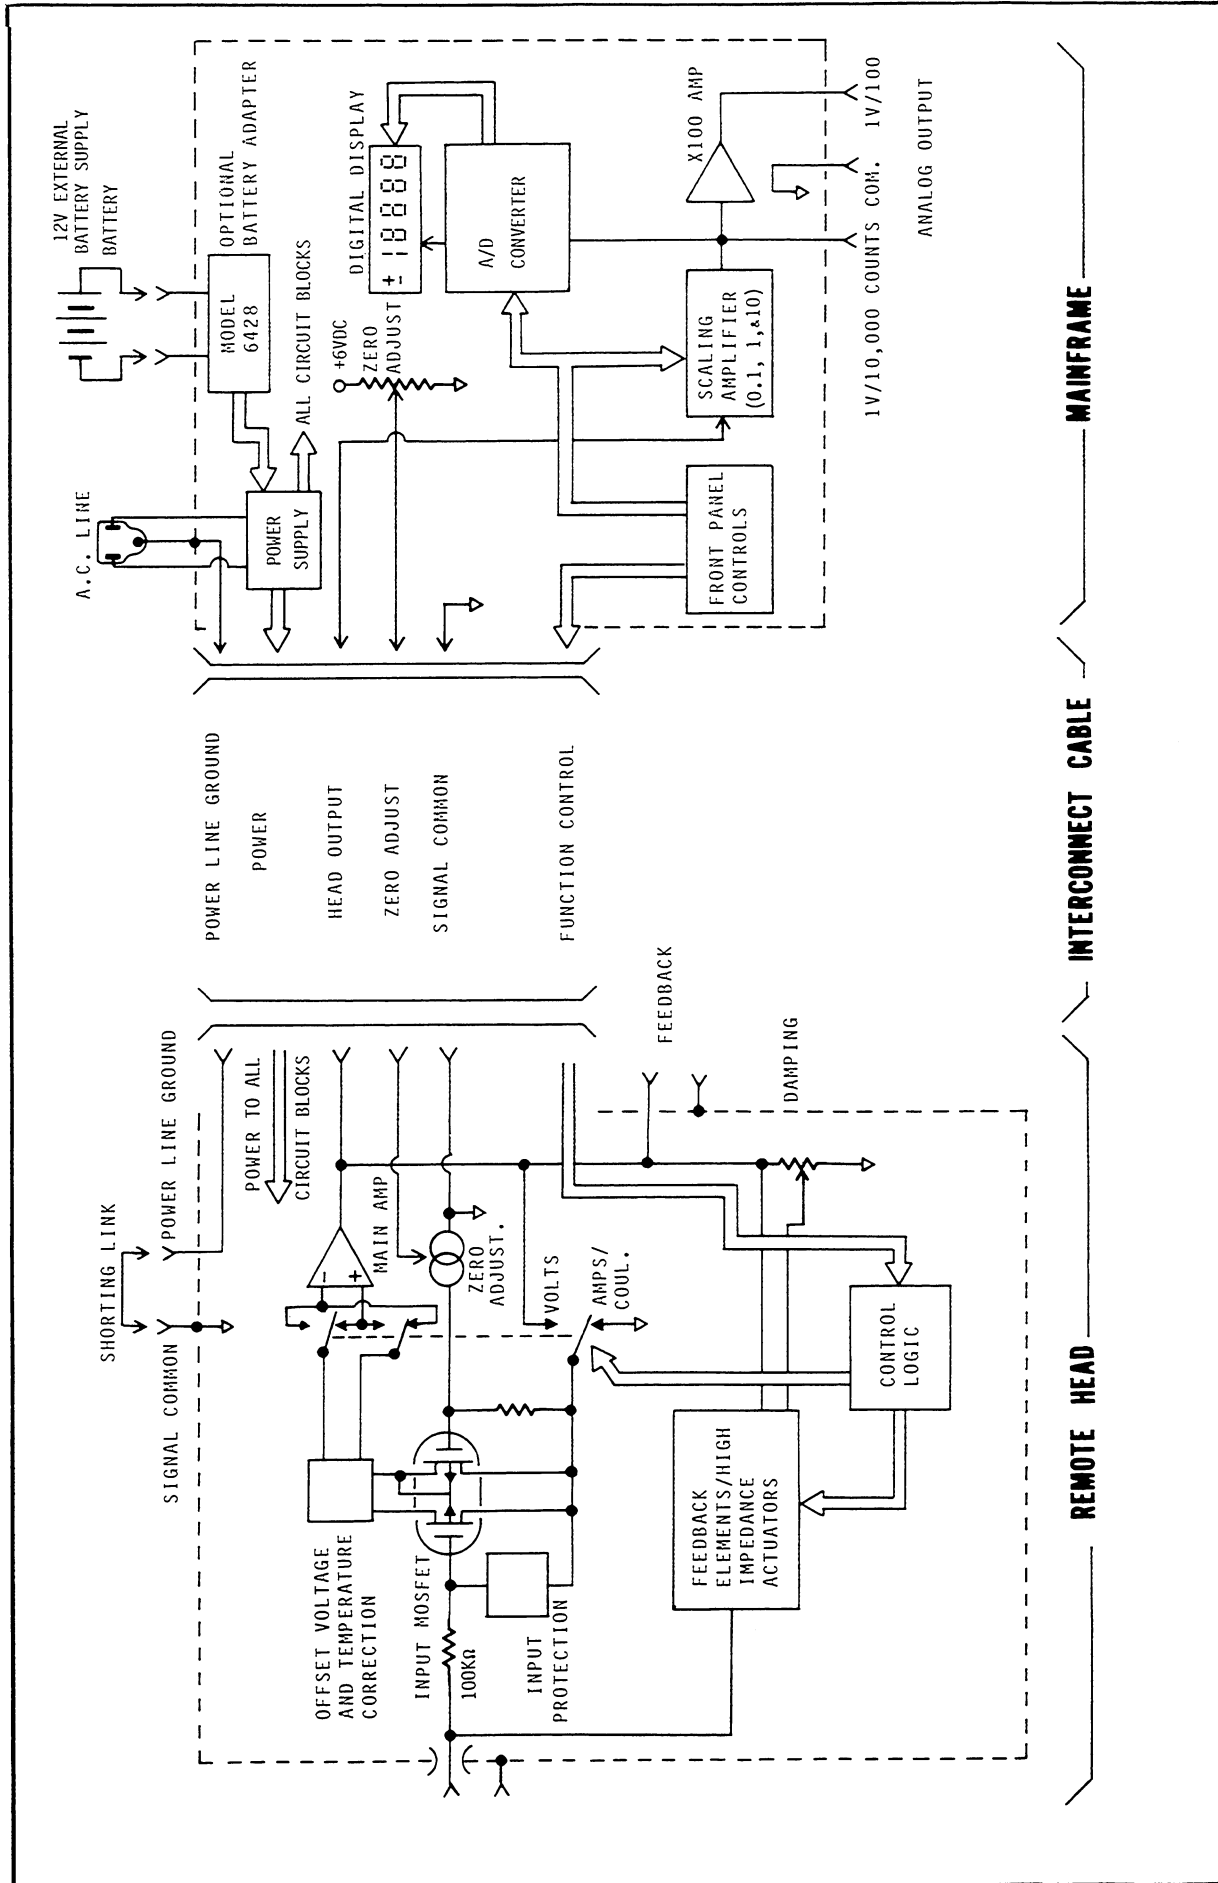 SHORTING LINK
SIGNAL COMMON
POWER LINE GROUND
POWER TO ALL
CIRCUIT BLOCKS
OFFSET VOLTAGE
AND TEMPERATURE
CORRECTION
-
+
MAIN AMP
INPUT MOSFET
100KΩ
ZERO
ADJUST.
INPUT
PROTECTION
VOLTS
AMPS/
COUL.
FEEDBACK
DAMPING
FEEDBACK
ELEMENTS/HIGH
IMPEDANCE
ACTUATORS
CONTROL
LOGIC
REMOTE HEAD
POWER LINE GROUND
POWER
HEAD OUTPUT
ZERO ADJUST
SIGNAL COMMON
FUNCTION CONTROL
INTERCONNECT CABLE
A.C. LINE
12V EXTERNAL
BATTERY SUPPLY
BATTERY
MODEL
6428
OPTIONAL
BATTERY ADAPTER
POWER
SUPPLY
ALL CIRCUIT BLOCKS
+6VDC
ZERO
ADJUST
DIGITAL DISPLAY
±18888
A/D
CONVERTER
FRONT PANEL
CONTROLS
SCALING
AMPLIFIER
(0.1, 1,&10)
X100 AMP
1V/10,000 COUNTS COM. 1V/100
ANALOG OUTPUT
MAINFRAME